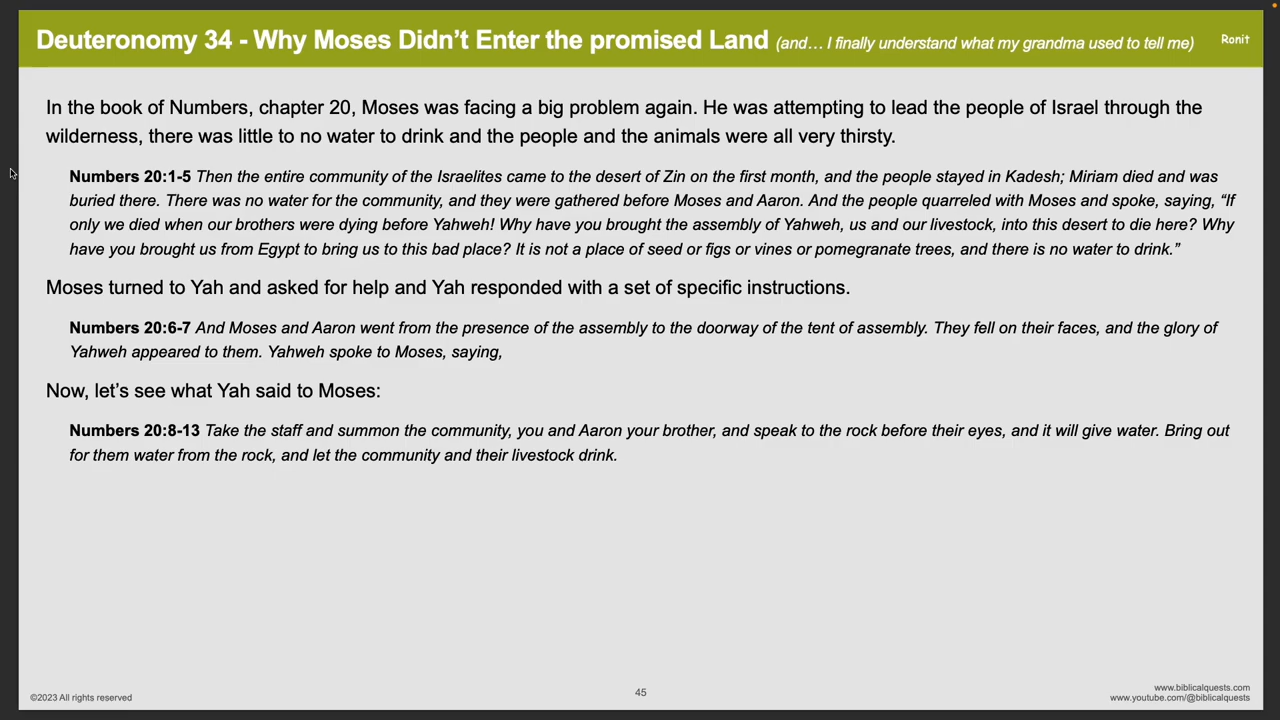 Deuteronomy 34 - Why Moses Didn’t Enter the promised Land (and… I finally understand what my grandma used to tell me)
Ronit
In the book of Numbers, chapter 20, Moses was facing a big problem again. He was attempting to lead the people of Israel through the
wilderness, there was little to no water to drink and the people and the animals were all very thirsty.
Numbers 20:1-5 Then the entire community of the Israelites came to the desert of Zin on the first month, and the people stayed in Kadesh; Miriam died and was
buried there. There was no water for the community, and they were gathered before Moses and Aaron. And the people quarreled with Moses and spoke, saying, “If
only we died when our brothers were dying before Yahweh! Why have you brought the assembly of Yahweh, us and our livestock, into this desert to die here? Why
have you brought us from Egypt to bring us to this bad place? It is not a place of seed or figs or vines or pomegranate trees, and there is no water to drink.”
Moses turned to Yah and asked for help and Yah responded with a set of specific instructions.
Numbers 20:6-7 And Moses and Aaron went from the presence of the assembly to the doorway of the tent of assembly. They fell on their faces, and the glory of
Yahweh appeared to them. Yahweh spoke to Moses, saying,
Now, let’s see what Yah said to Moses:
Numbers 20:8-13 Take the staff and summon the community, you and Aaron your brother, and speak to the rock before their eyes, and it will give water. Bring out
for them water from the rock, and let the community and their livestock drink.
©2023 All rights reserved
45
www.biblicalquests.com
www.youtube.com/@biblicalquests